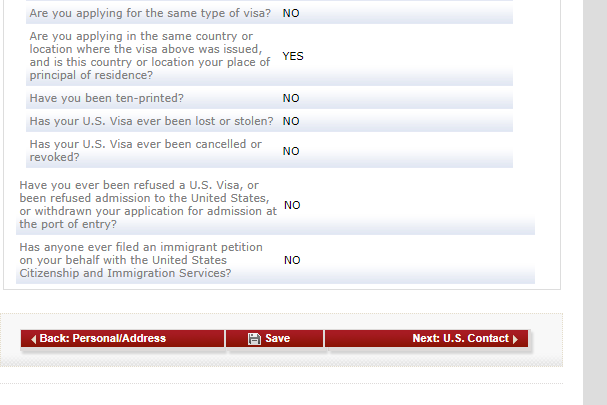 Are you applying for the same type of visa? NO
Are you applying in the same country or
location where the visa above was issued,
and is this country or location your place of
principal of residence? YES
Have you been ten-printed? NO
Has your U.S. Visa ever been lost or stolen? NO
Has your U.S. Visa ever been cancelled or
revoked? NO
Have you ever been refused a U.S. Visa, or
been refused admission to the United States,
or withdrawn your application for admission at
the port of entry? NO
Has anyone ever filed an immigrant petition
on your behalf with the United States
Citizenship and Immigration Services? NO
Back: Personal/Address Save Next: U.S. Contact